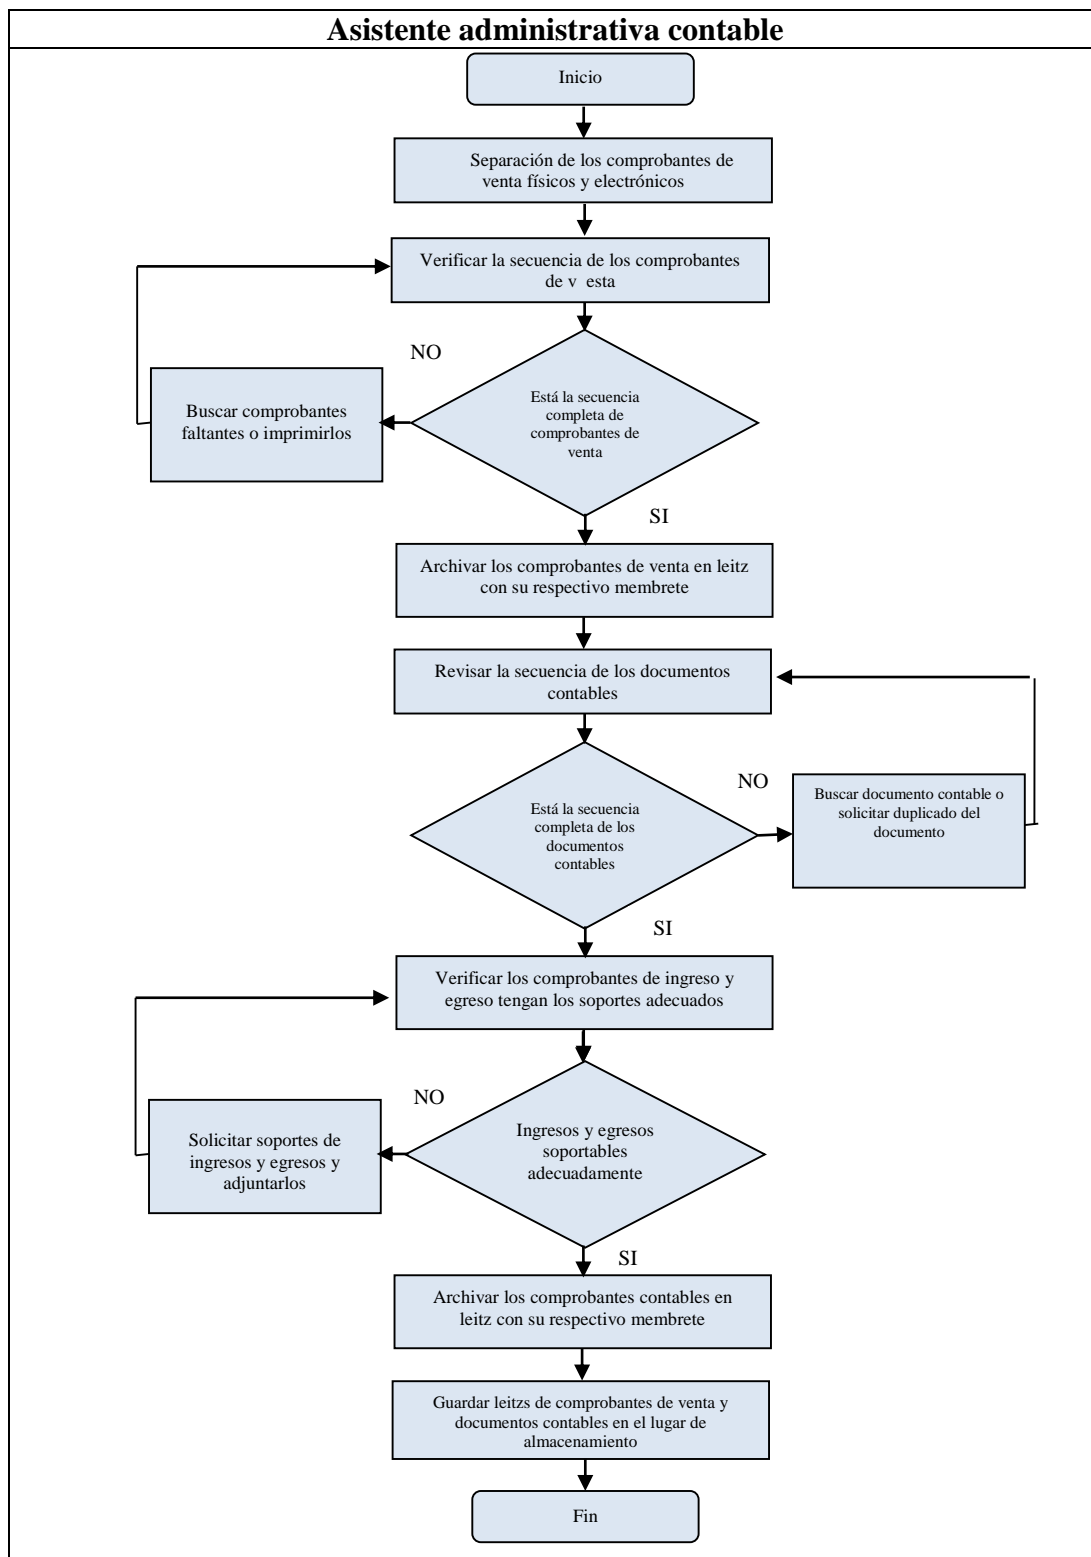 Asistente administrativa contable
Inicio
Separación de los comprobantes de
venta físicos y electrónicos
Verificar la secuencia de los comprobantes
de v esta
NO
Está la secuencia
completa de
comprobantes de
venta
Buscar comprobantes
faltantes o imprimirlos
SI
Archivar los comprobantes de venta en leitz
con su respectivo membrete
Revisar la secuencia de los documentos
contables
NO
Está la secuencia
completa de los
documentos
contables
Buscar documento contable o
solicitar duplicado del
documento
SI
Verificar los comprobantes de ingreso y
egreso tengan los soportes adecuados
NO
Ingresos y egresos
soportables
adecuadamente
Solicitar soportes de
ingresos y egresos y
adjuntarlos
SI
Archivar los comprobantes contables en
leitz con su respectivo membrete
Guardar leitzs de comprobantes de venta y
documentos contables en el lugar de
almacenamiento
Fin